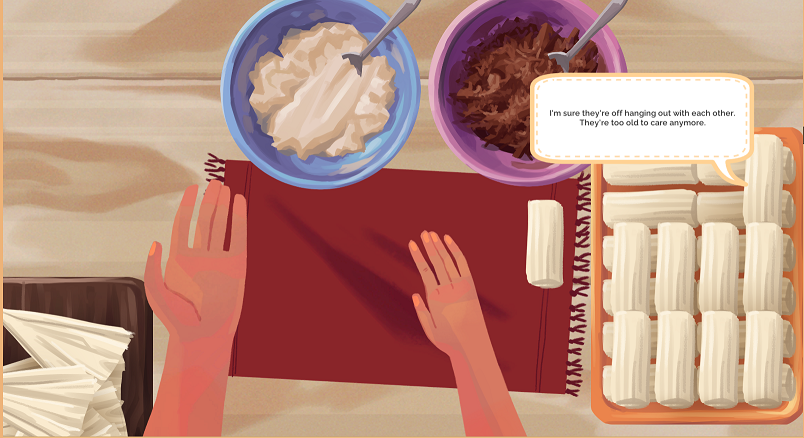 I'm sure they're off hanging out with each other.
They're too old to care anymore.